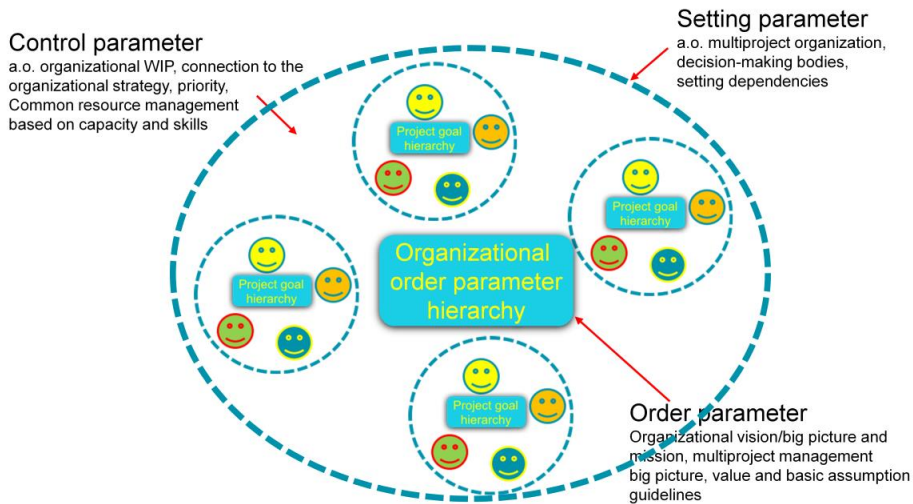 Control parameter
a.o. organizational WIP, connection to the
organizational strategy, priority,
Common resource management
based on capacity and skills
Setting parameter
a.o. multiproject organization,
decision-making bodies,
setting dependencies
Project goal
hierarchy
Project goal
hierarchy
Organizational
order parameter
hierarchy
Project goal
hierarchy
Project goal
hierarchy
Order parameter
Organizational vision/big picture and
mission, multiproject management
big picture, value and basic assumption
guidelines